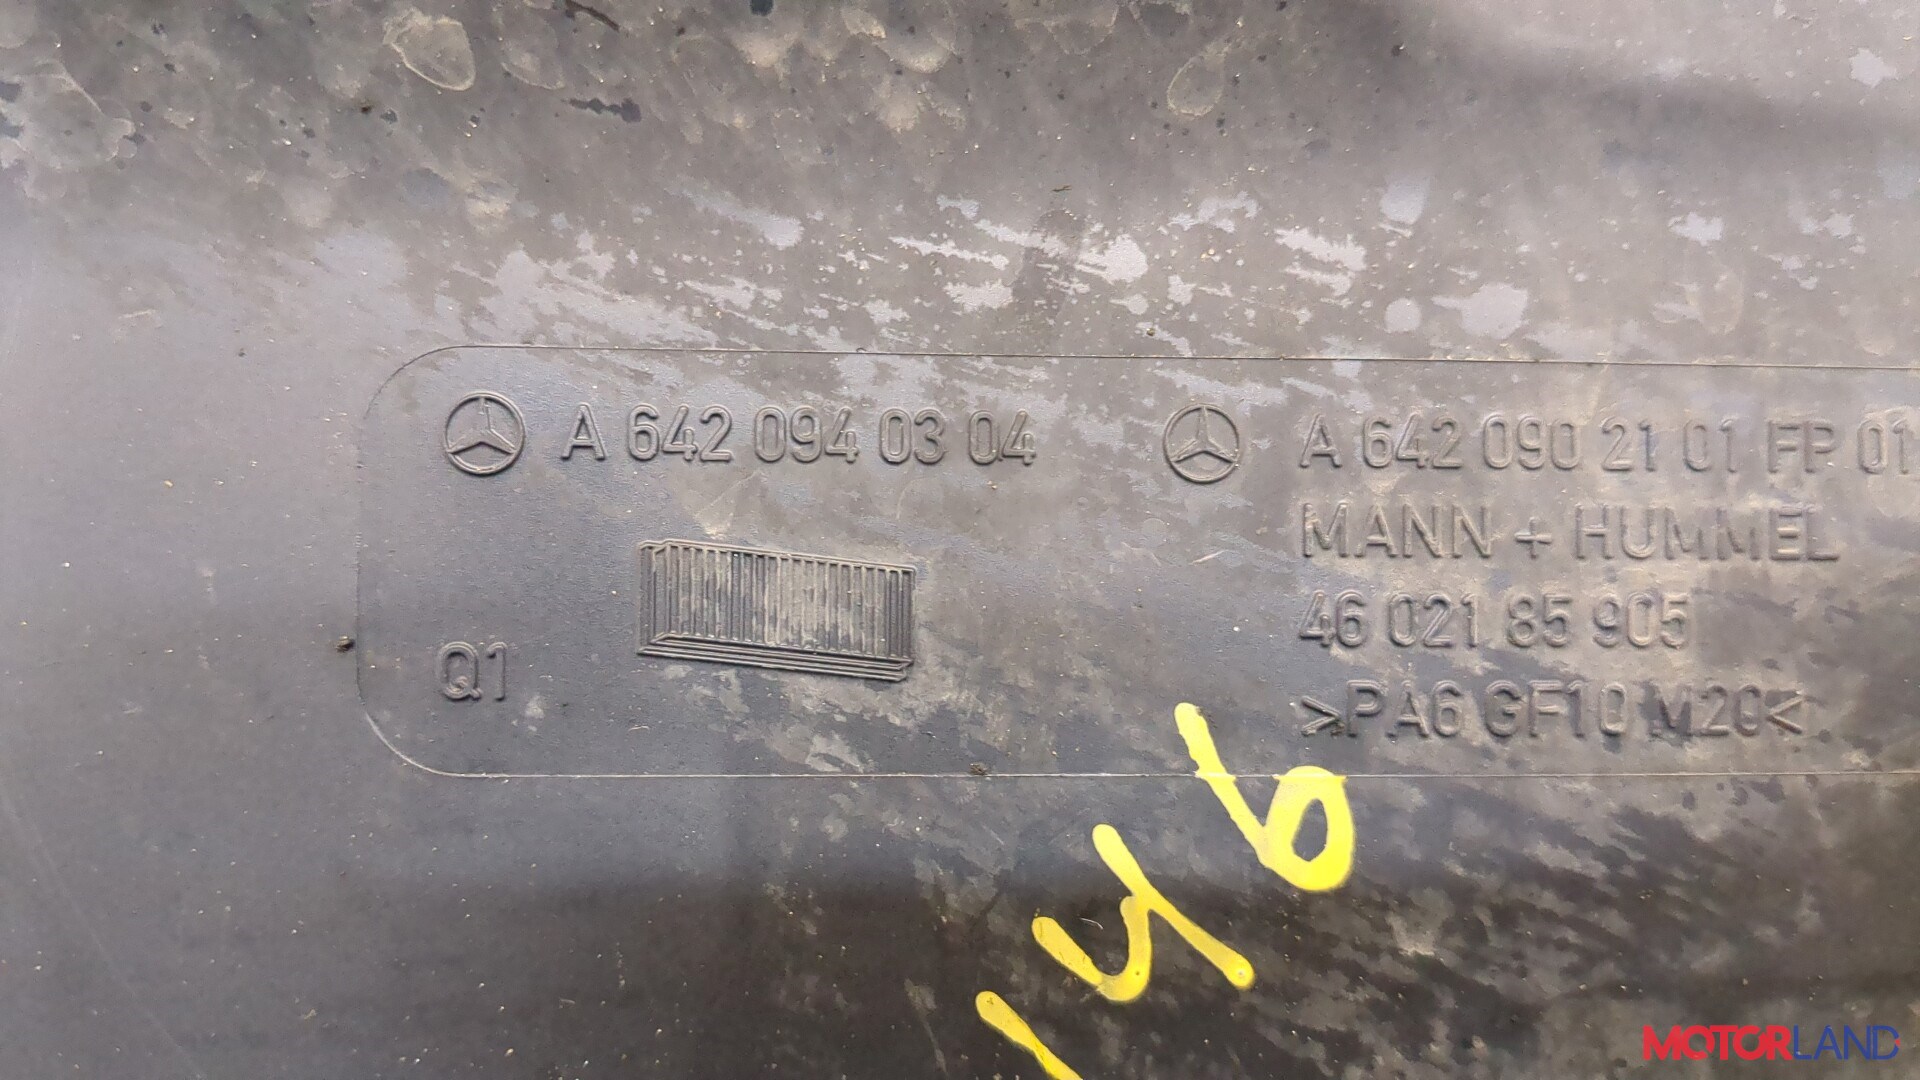 A 642 094 03 04
Q1
A 642 090 21 01 FP 01
MANN + HUMMEL
46 021 85 905
>PA6 GF10 M20<
146
MOTORLAND